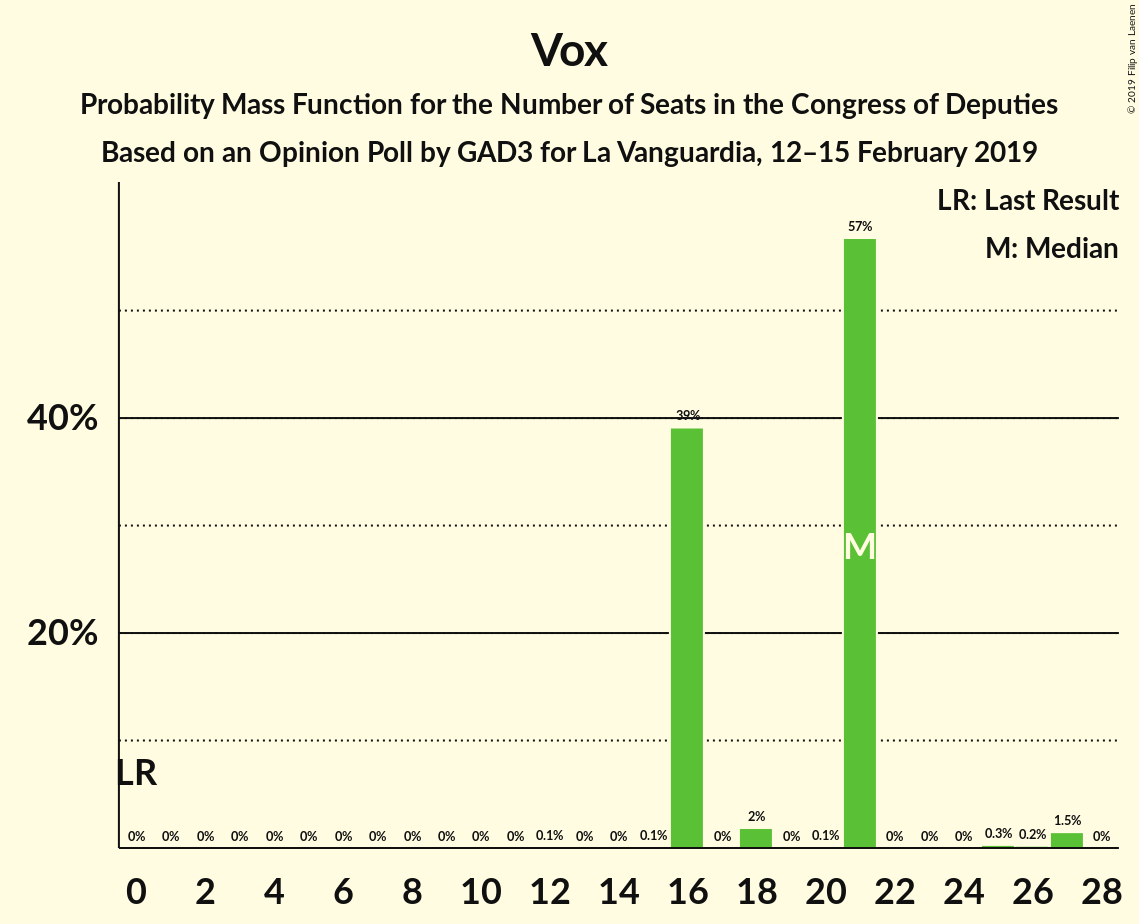 Vox
Probability Mass Function for the Number of Seats in the Congress of Deputies
Based on an Opinion Poll by GAD3 for La Vanguardia, 12–15 February 2019
© 2019 Filip van Laenen
LR: Last Result
M: Median
57%
40%
39%
M
20%
LR
0% 0% 0% 0% 0% 0% 0% 0% 0% 0% 0% 0% 0.1% 0% 0% 0.1% 0% 2% 0% 0.1% 0% 0% 0% 0.3% 0.2% 1.5% 0%
0 2 4 6 8 10 12 14 16 18 20 22 24 26 28